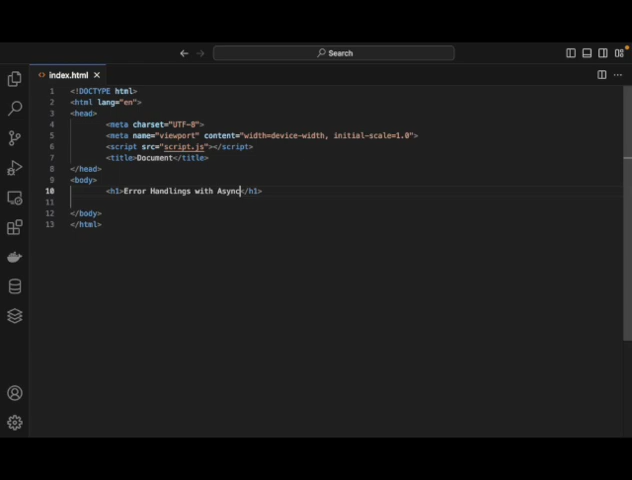 Search
index.html
1 <!DOCTYPE html>
2 <html lang="en">
3 <head>
4 <meta charset="UTF-8">
5 <meta name="viewport" content="width=device-width, initial-scale=1.0">
6 <script src="script.js"></script>
7 <title>Document</title>
8 </head>
9 <body>
10 <h1>Error Handlings with Async</h1>
11
12 </body>
13 </html>